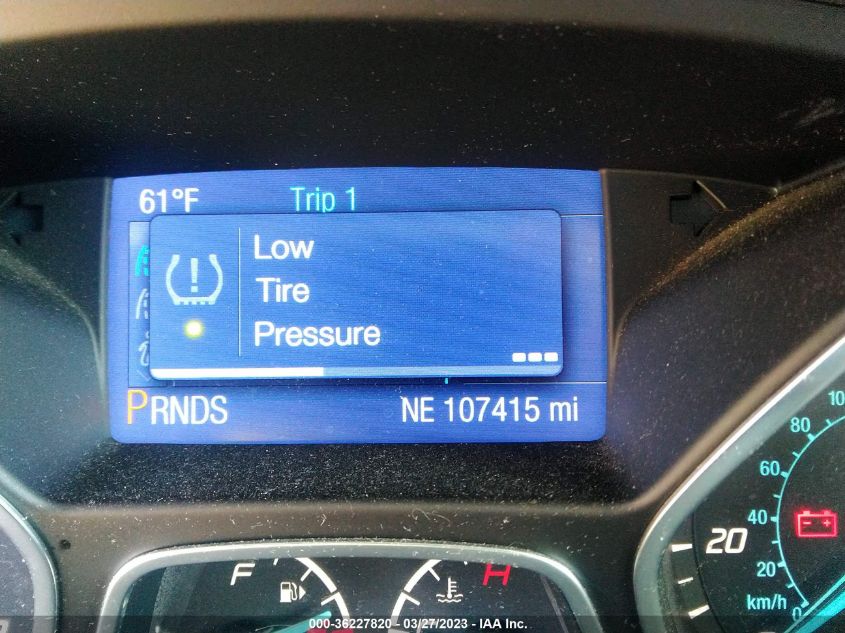 61°F Trip 1
Low
Tire
Pressure
PRNDS NE 107415 mi
F H
80
60
40
20
20
km/h
0
000-36227820 - 03/27/2023 - IAA Inc.